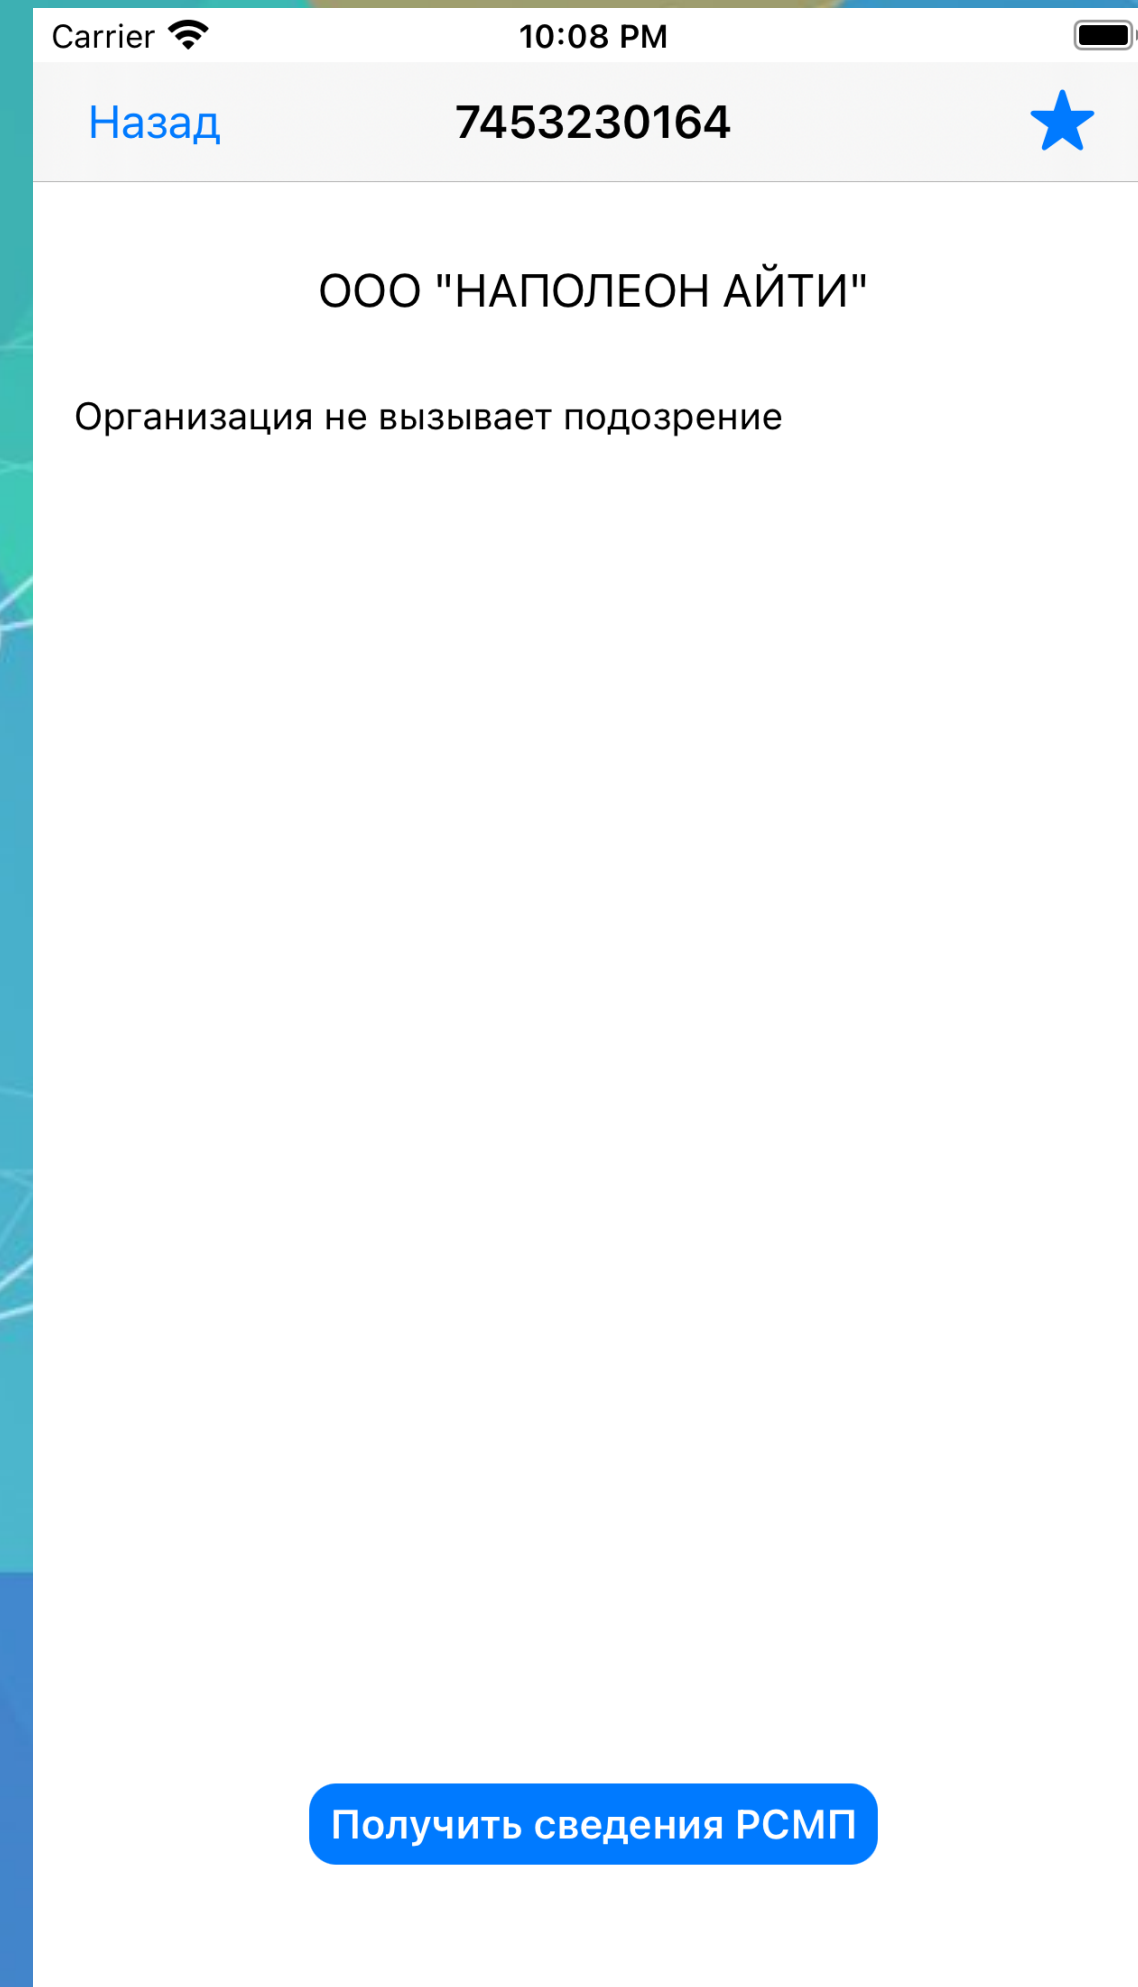 Carrier 10:08 PM
Назад 7453230164
ООО "НАПОЛЕОН АЙТИ"
Организация не вызывает подозрение
Получить сведения РСМП